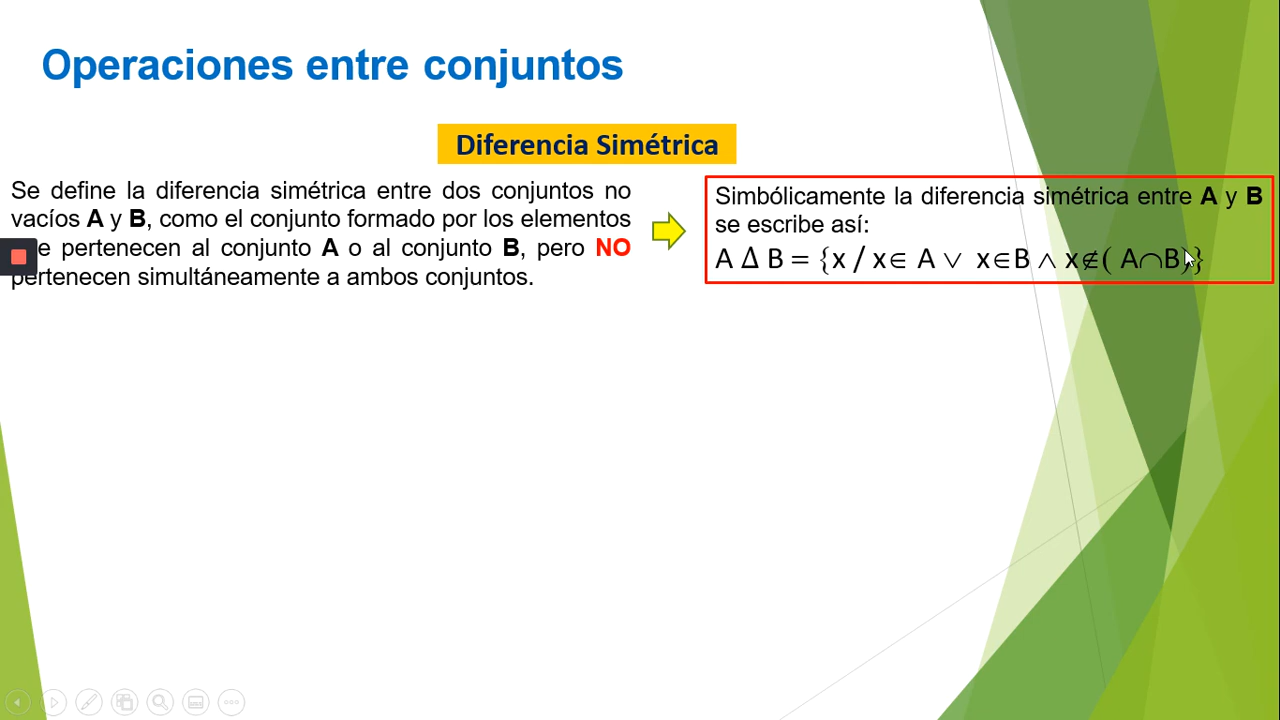 Operaciones entre conjuntos
Diferencia Simétrica
Se define la diferencia simétrica entre dos conjuntos no
vacíos A y B, como el conjunto formado por los elementos
pertenecen al conjunto A o al conjunto B, pero NO
pertenecen simultáneamente a ambos conjuntos.
Simbólicamente la diferencia simétrica entre A y B
se escribe así:
A Δ B = {x / x∈ A ∨ x∈B ∧ x∉( A∩B)}